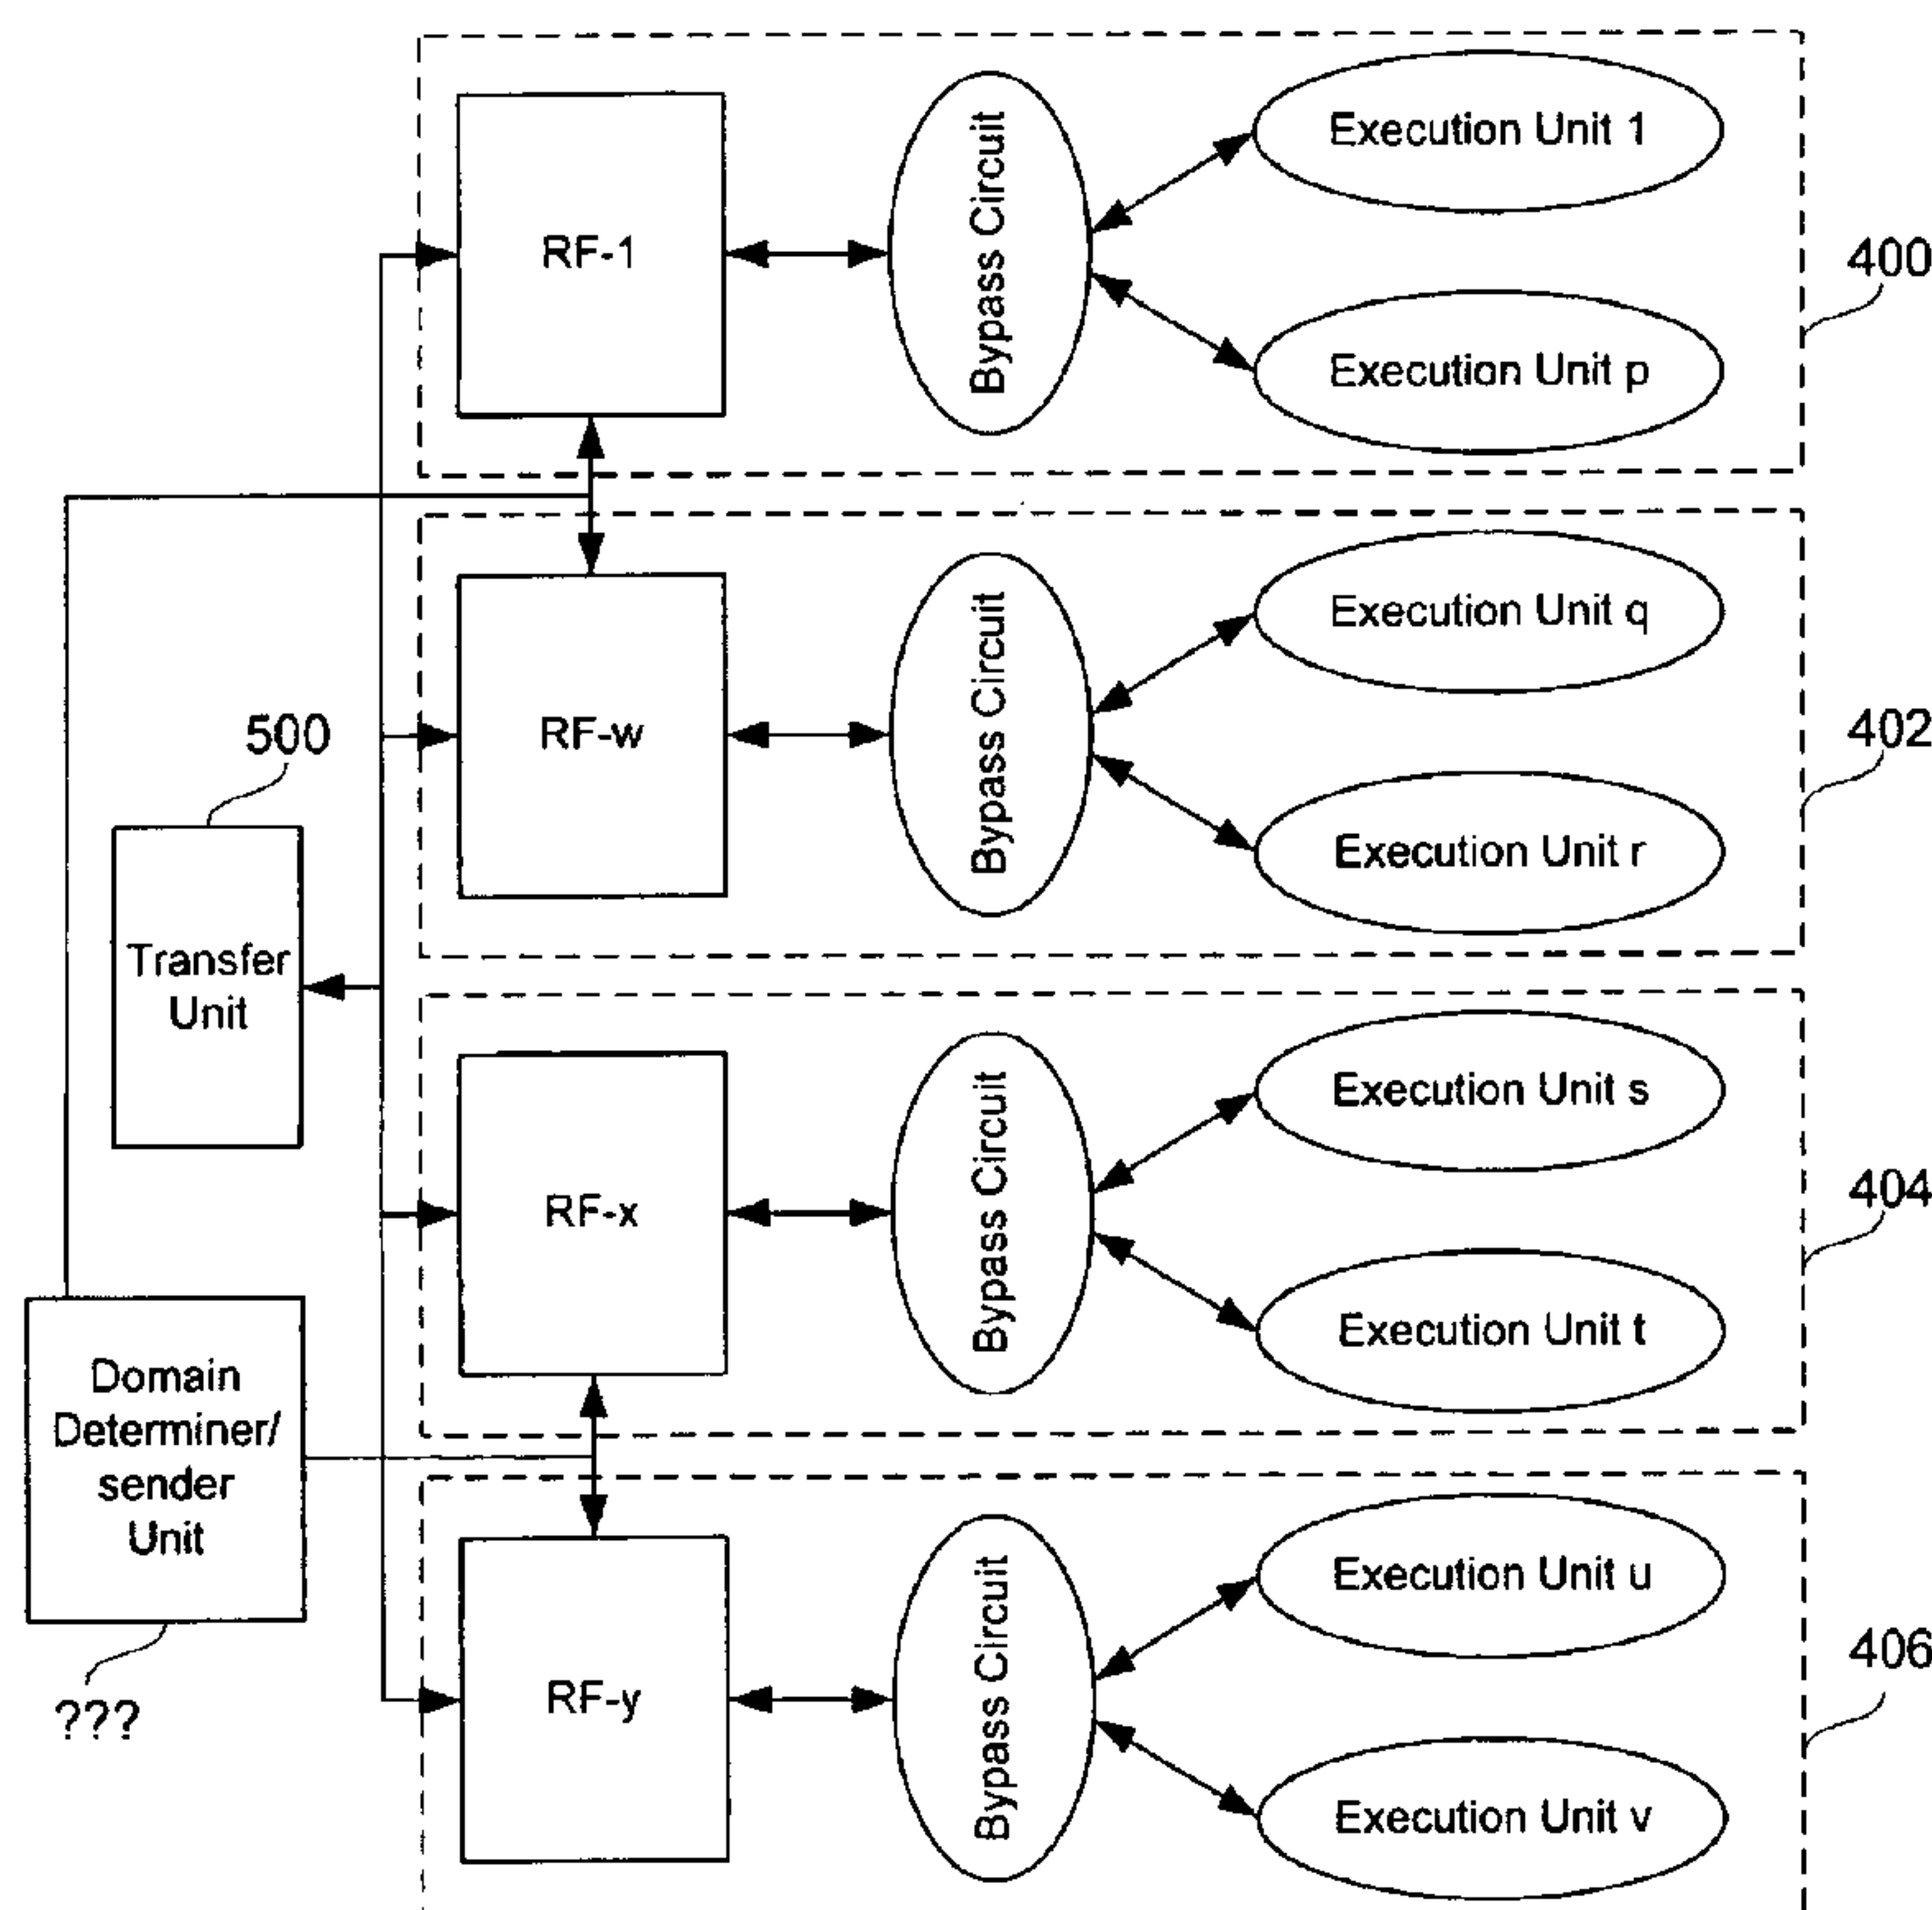 RF-1
Bypass Circuit
Execution Unit 1
Execution Unit p
400
RF-w
Bypass Circuit
Execution Unit q
Execution Unit r
402
500
Transfer
Unit
RF-x
Bypass Circuit
Execution Unit s
Execution Unit t
404
Domain
Determiner/
sender
Unit
???
RF-y
Bypass Circuit
Execution Unit u
Execution Unit v
406